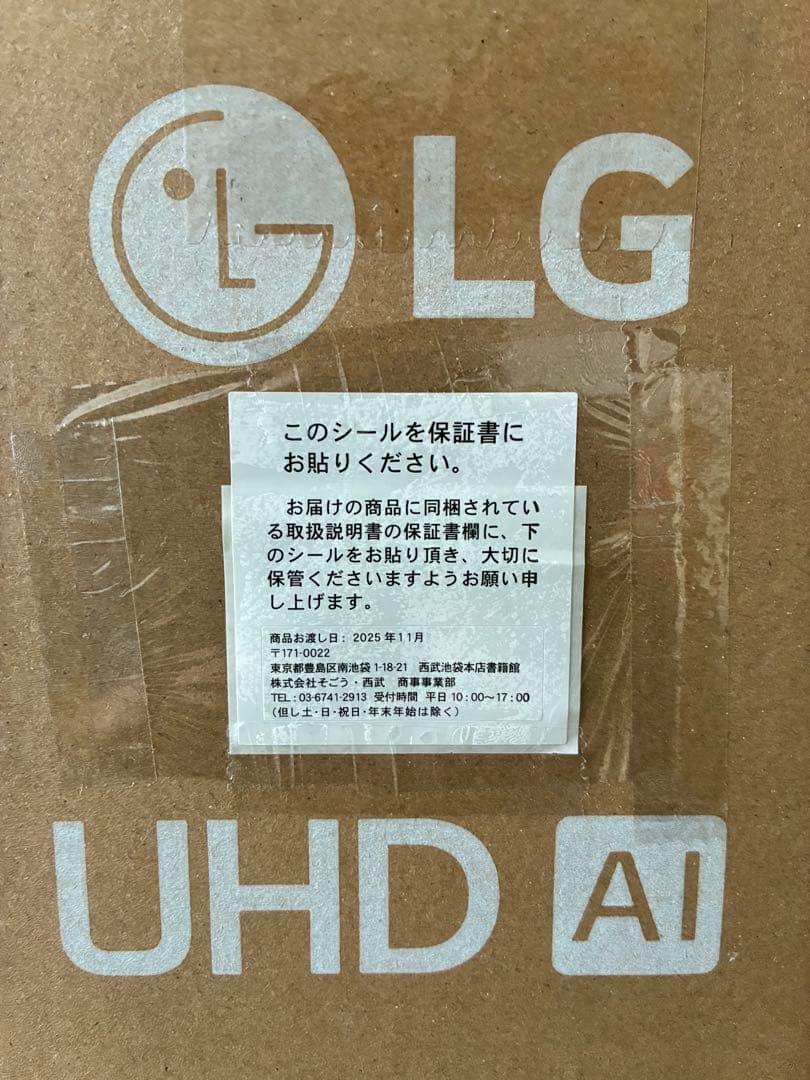 LG
このシールを保証書に
お貼りください。
お届けの商品に同梱されてい
る取扱説明書の保証書欄に、下
のシールをお貼り頂き、大切に
保管くださいますようお願い申
し上げます。
商品お渡し日: 2025年11月
〒171-0022
東京都豊島区南池袋1-18-21 西武池袋本店書籍館
株式会社そごう・西武 商事事業部
TEL:03-6741-2913 受付時間 平日10:00～17:00
(但し土・日・祝日・年末年始は除く)
UHD AI